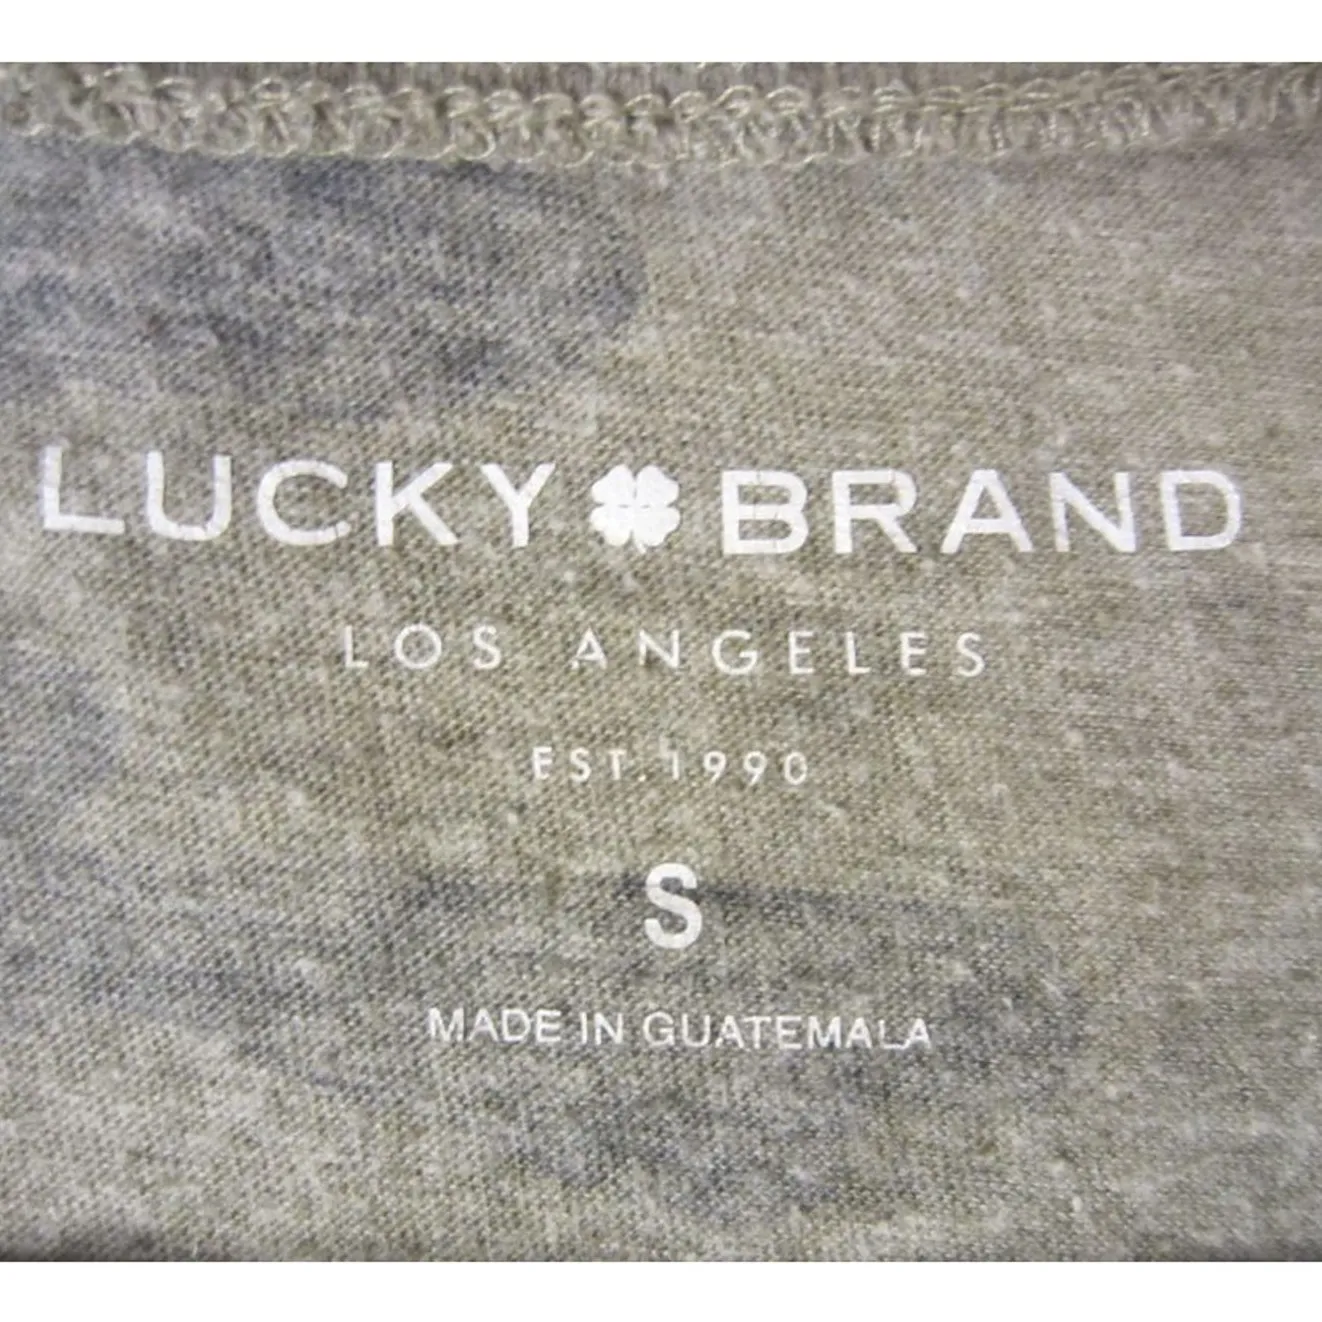 LUCKY BRAND
LOS ANGELES
EST. 1990
S
MADE IN GUATEMALA